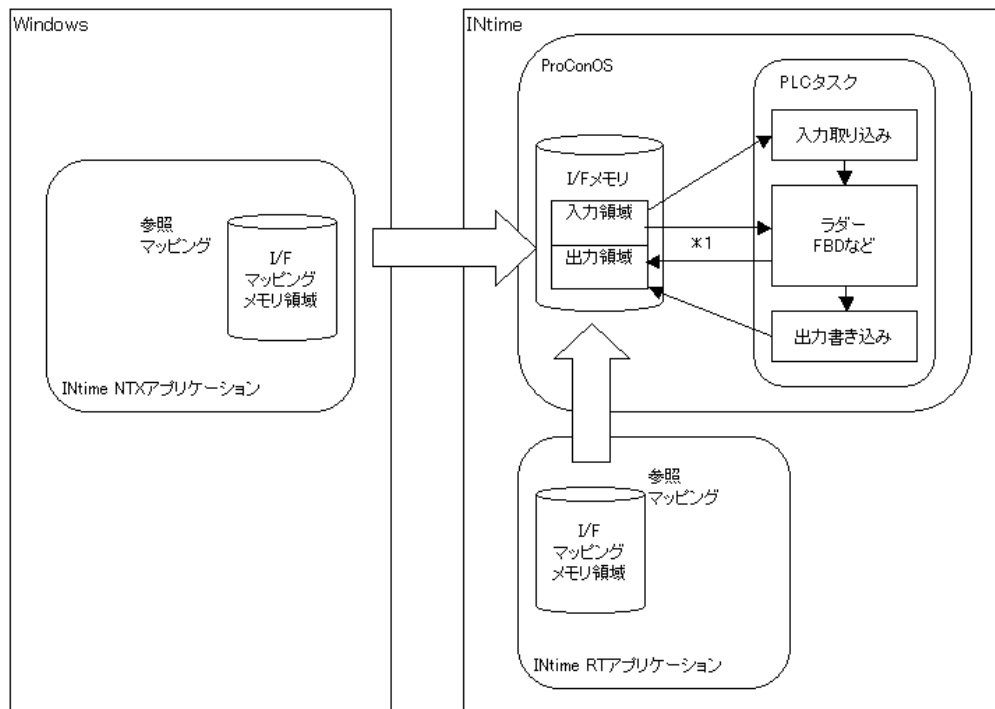 Windows
参照
マッピング
I/F
マッピング
メモリ領域
INtime NTXアプリケーション
INtime
ProConOS
I/Fメモリ
入力領域
出力領域
*1
PLCタスク
入力取り込み
ラダー
FBDなど
出力書き込み
参照
マッピング
I/F
マッピング
メモリ領域
INtime RTアプリケーション